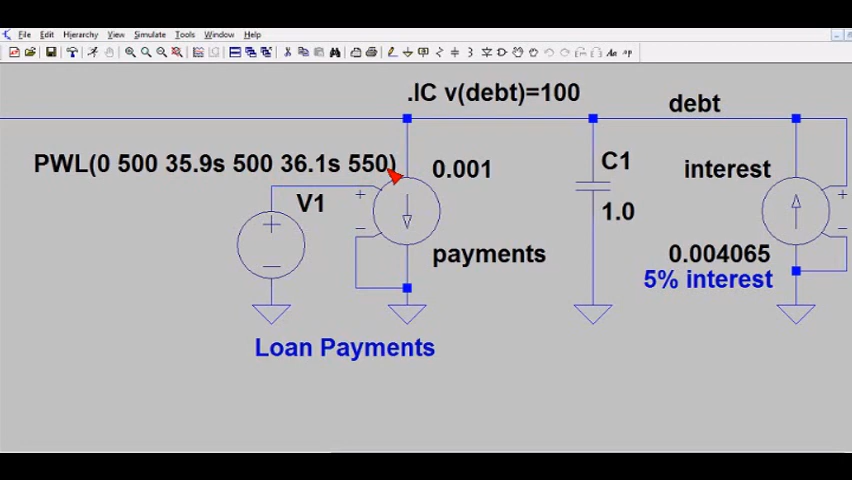 File Edit Hierarchy View Simulate Tools Window Help
.IC v(debt)=100
debt
PWL(0 500 35.9s 500 36.1s 550)
0.001
C1
interest
V1
1.0
payments
0.004065
5% interest
Loan Payments